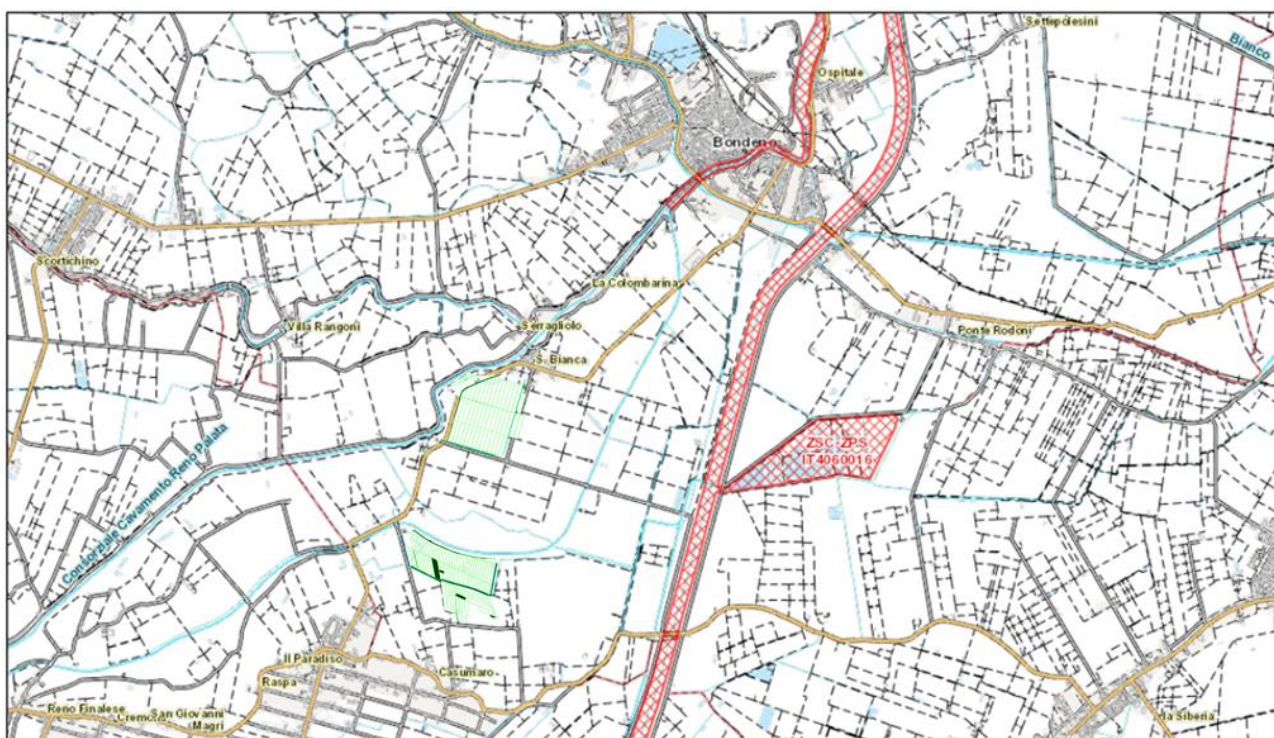 Settepolesini
Bianco
Ospitale
Bondeno
Scortichino
La Colombarina
Villa Rangoni
Serragliolo
Ponte Rodoni
S. Bianca
ZSC-ZPS
IT4060016
Consorziale Cavamento Reno Palata
Il Paradiso
Casumaro
Raspa
Reno Finalese
San Giovanni
Magri
la Siberia